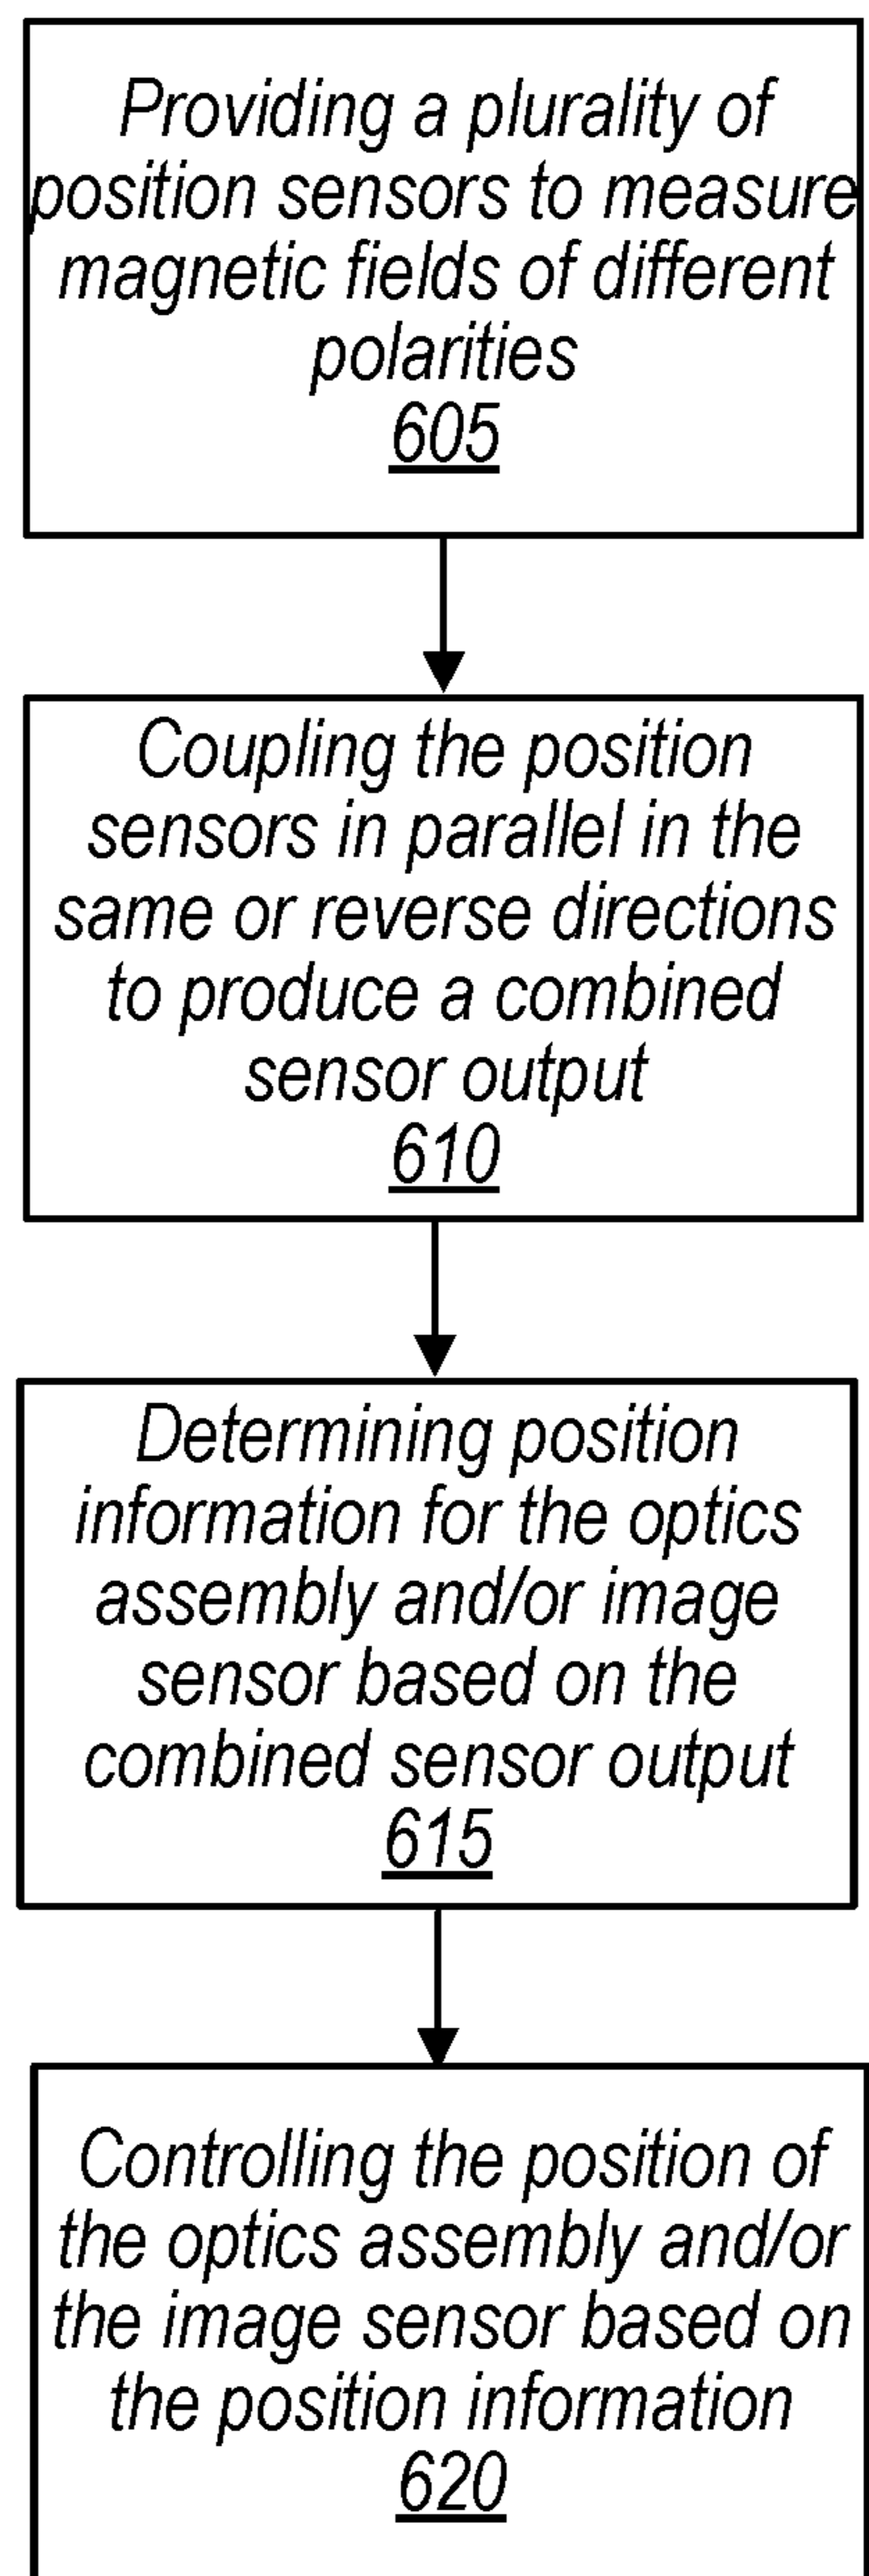 Providing a plurality of
position sensors to measure
magnetic fields of different
polarities
605
Coupling the position
sensors in parallel in the
same or reverse directions
to produce a combined
sensor output
610
Determining position
information for the optics
assembly and/or image
sensor based on the
combined sensor output
615
Controlling the position of
the optics assembly and/or
the image sensor based on
the position information
620